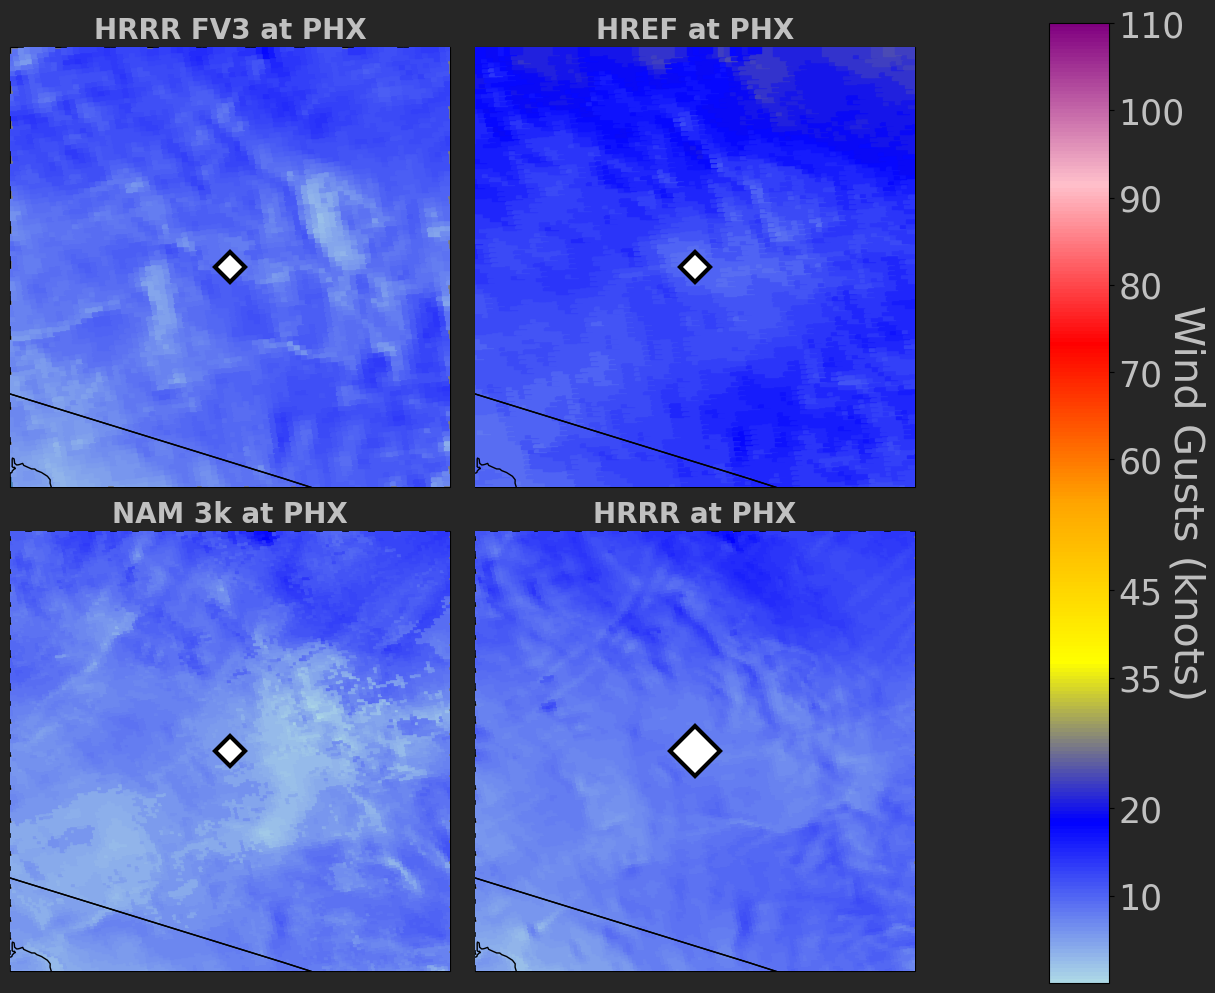 HRRR FV3 at PHX
HREF at PHX
NAM 3k at PHX
HRRR at PHX
110
100
90
80
70
60
45
35
20
10
Wind Gusts (knots)